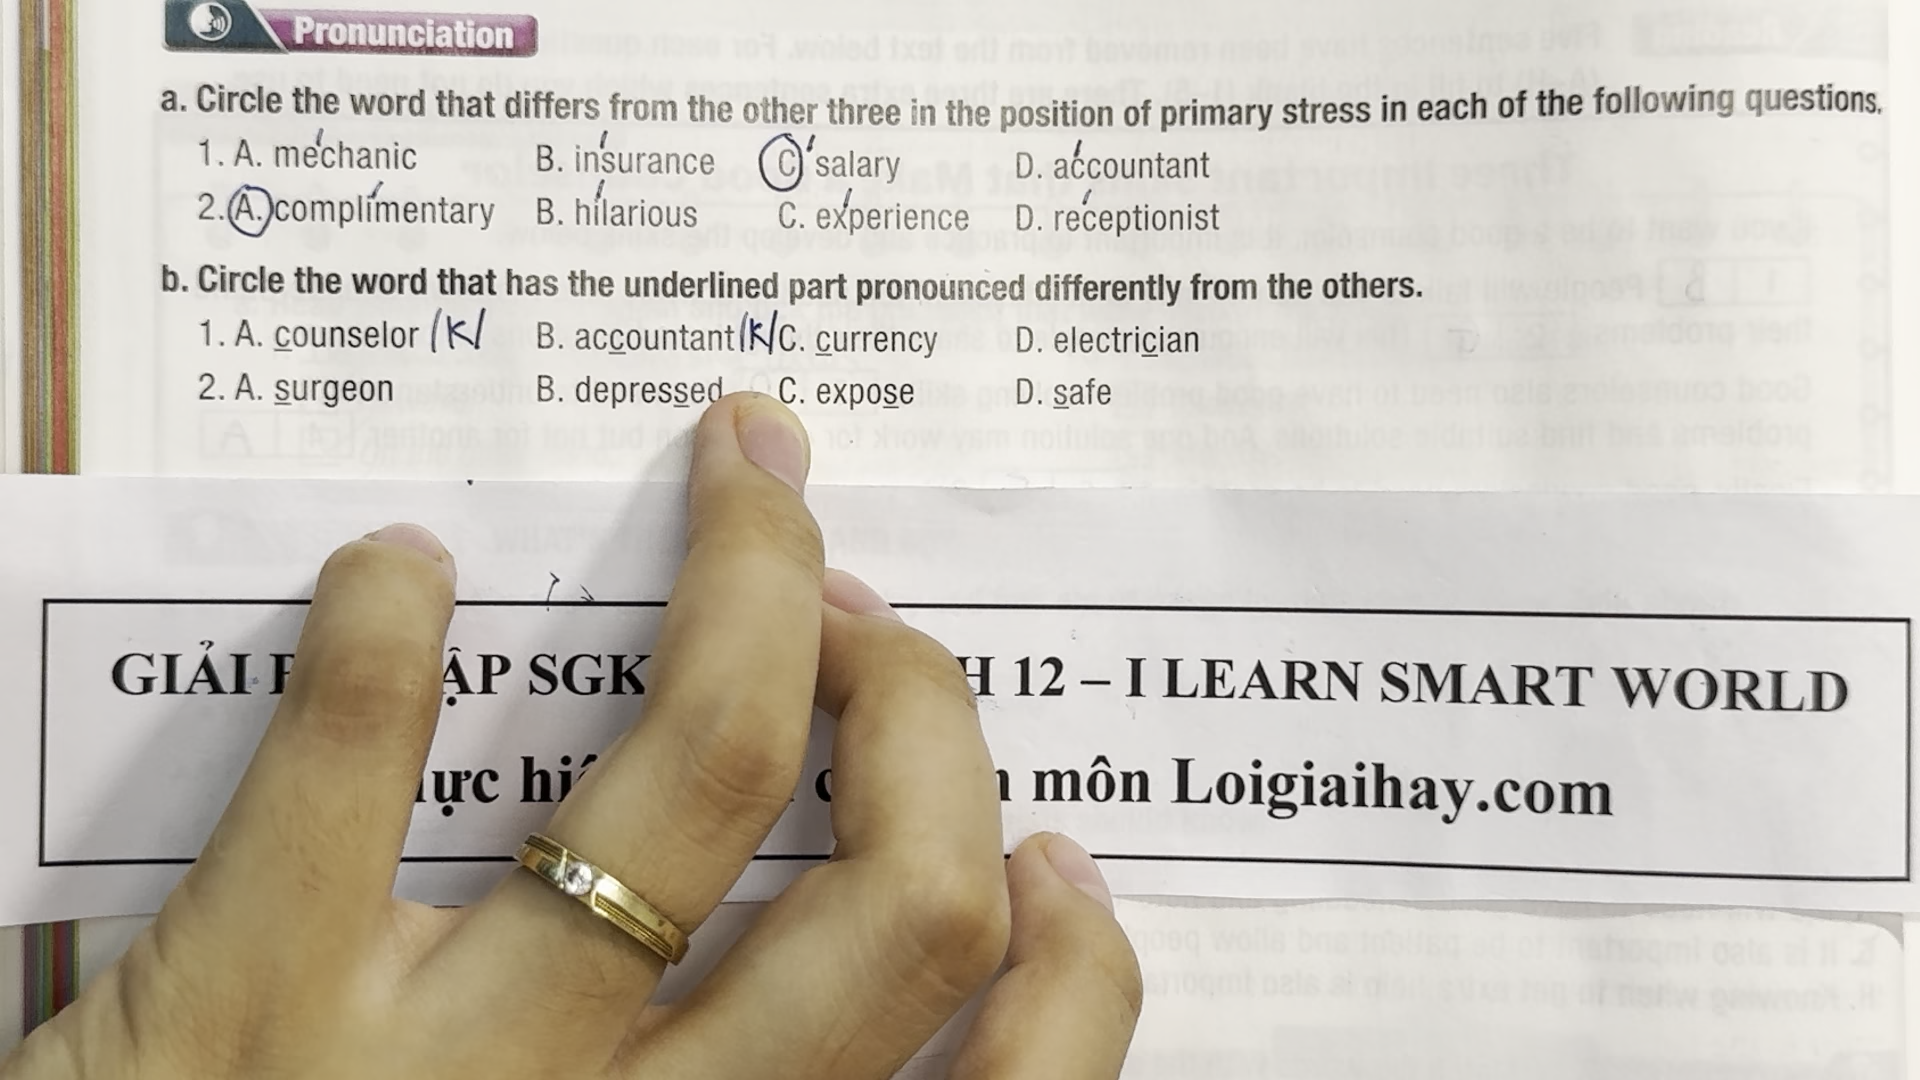 Pronunciation
a. Circle the word that differs from the other three in the position of primary stress in each of the following questions.
1. A. mechanic B. insurance C. salary D. accountant
2. A. complimentary B. hilarious C. experience D. receptionist
b. Circle the word that has the underlined part pronounced differently from the others.
1. A. counselor /K/ B. accountant /K/ C. currency D. electrician
2. A. surgeon B. depressed C. expose D. safe
GIẢI SGK 12 – I LEARN SMART WORLD
môn Loigiaihay.com